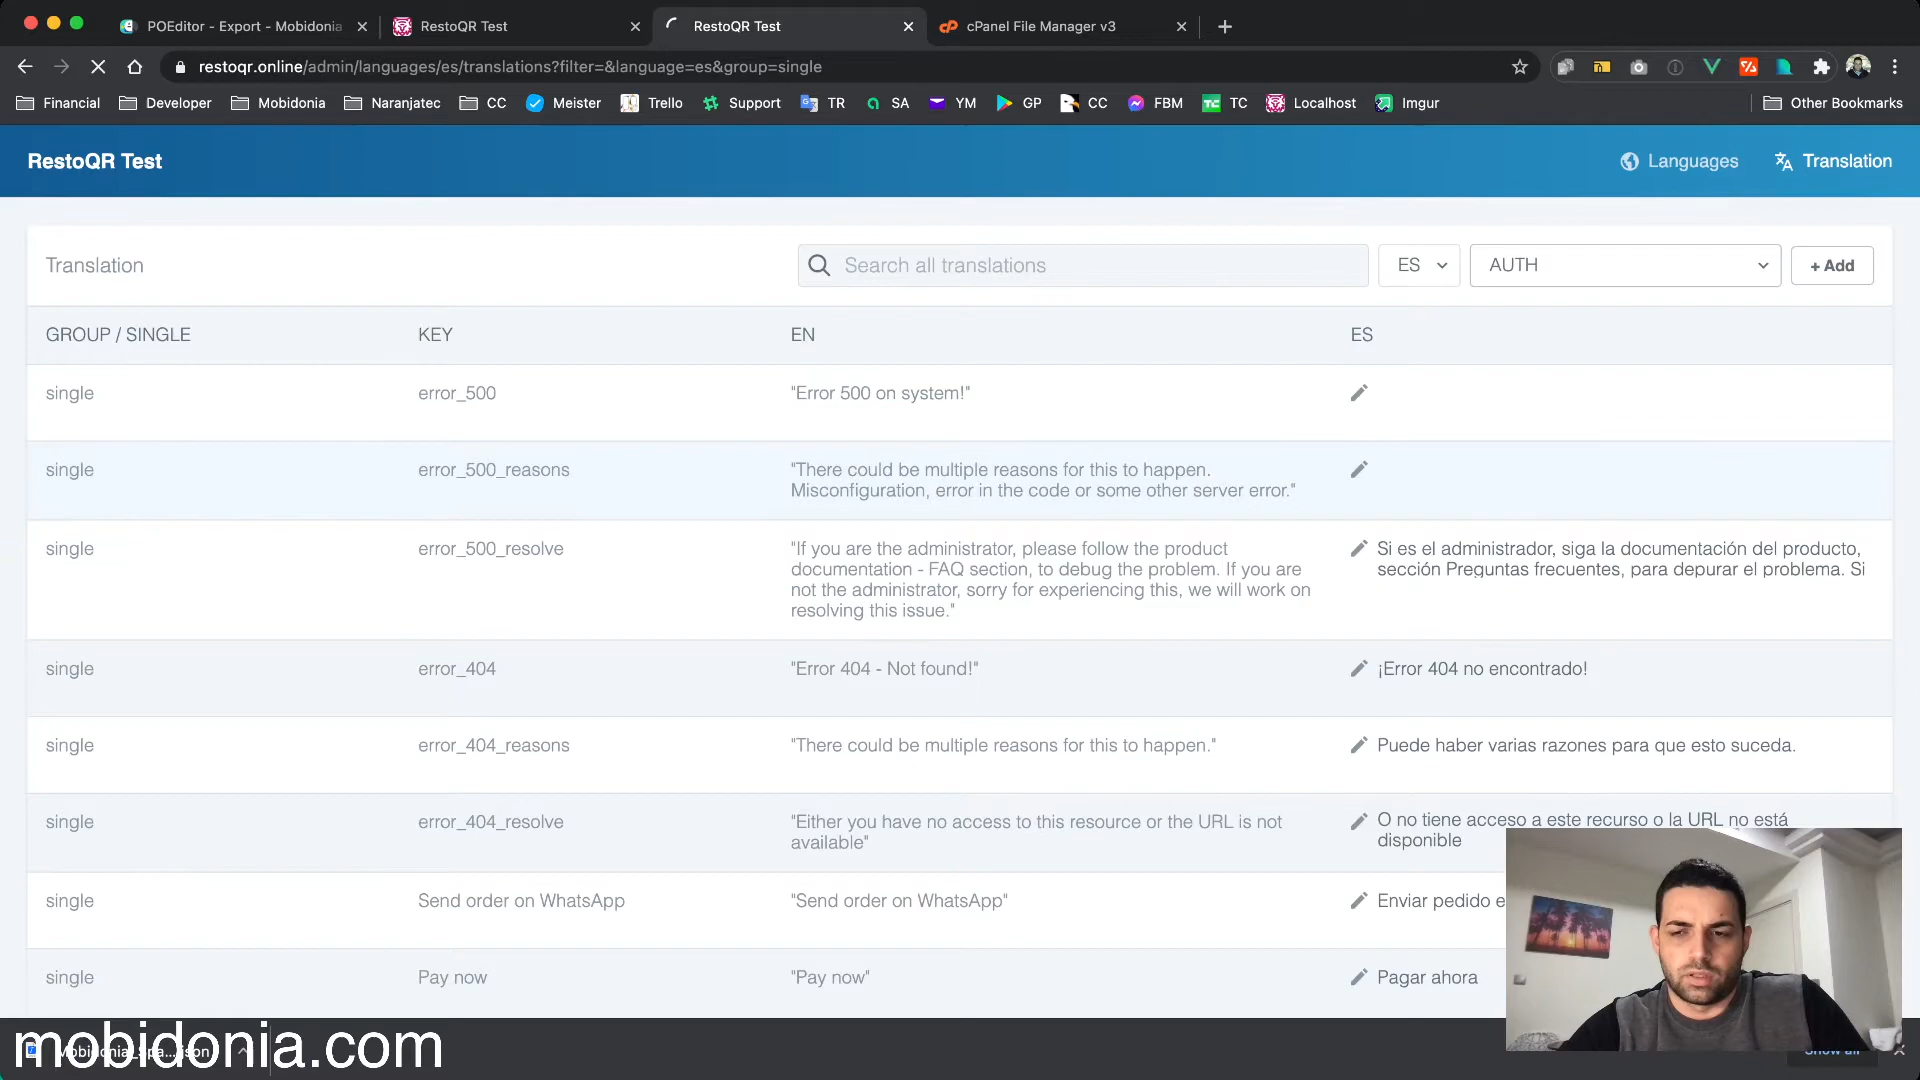 POEditor - Export - Mobidonia
RestoQR Test
RestoQR Test
cPanel File Manager v3
restoqr.online/admin/languages/es/translations?filter=&language=es&group=single
Financial
Developer
Mobidonia
Naranjatec
CC
Meister
Trello
Support
TR
SA
YM
GP
CC
FBM
TC
Localhost
Imgur
Other Bookmarks
RestoQR Test
Languages
Translation
Translation
Search all translations
ES
AUTH
+ Add
GROUP / SINGLE
KEY
EN
ES
single
error_500
"Error 500 on system!"
single
error_500_reasons
"There could be multiple reasons for this to happen.
Misconfiguration, error in the code or some other server error."
single
error_500_resolve
"If you are the administrator, please follow the product
documentation - FAQ section, to debug the problem. If you are
not the administrator, sorry for experiencing this, we will work on
resolving this issue."
Si es el administrador, siga la documentación del producto,
sección Preguntas frecuentes, para depurar el problema. Si
single
error_404
"Error 404 - Not found!"
¡Error 404 no encontrado!
single
error_404_reasons
"There could be multiple reasons for this to happen."
Puede haber varias razones para que esto suceda.
single
error_404_resolve
"Either you have no access to this resource or the URL is not
available"
O no tiene acceso a este recurso o la URL no está
disponible
single
Send order on WhatsApp
"Send order on WhatsApp"
Enviar pedido e
single
Pay now
"Pay now"
Pagar ahora
mobidonia.com